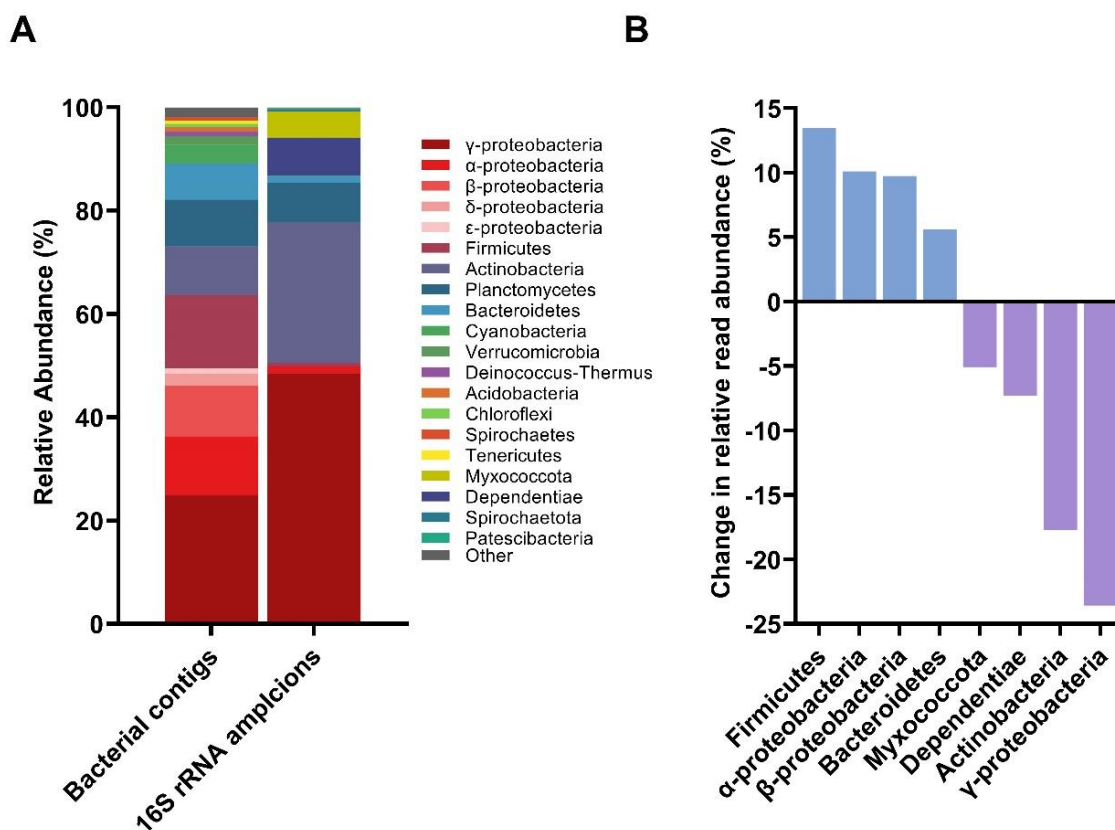 A
Relative Abundance (%)
100
80
60
40
20
0
Bacterial contigs
16S rRNA amplcions
γ-proteobacteria
α-proteobacteria
β-proteobacteria
δ-proteobacteria
ε-proteobacteria
Firmicutes
Actinobacteria
Planctomycetes
Bacteroidetes
Cyanobacteria
Verrucomicrobia
Deinococcus-Thermus
Acidobacteria
Chloroflexi
Spirochaetes
Tenericutes
Myxococcota
Dependentiae
Spirochaetota
Patescibacteria
Other
B
Change in relative read abundance (%)
15
10
5
0
-5
-10
-15
-20
-25
Firmicutes
α-proteobacteria
β-proteobacteria
Bacteroidetes
Myxococcota
Dependentiae
Actinobacteria
γ-proteobacteria